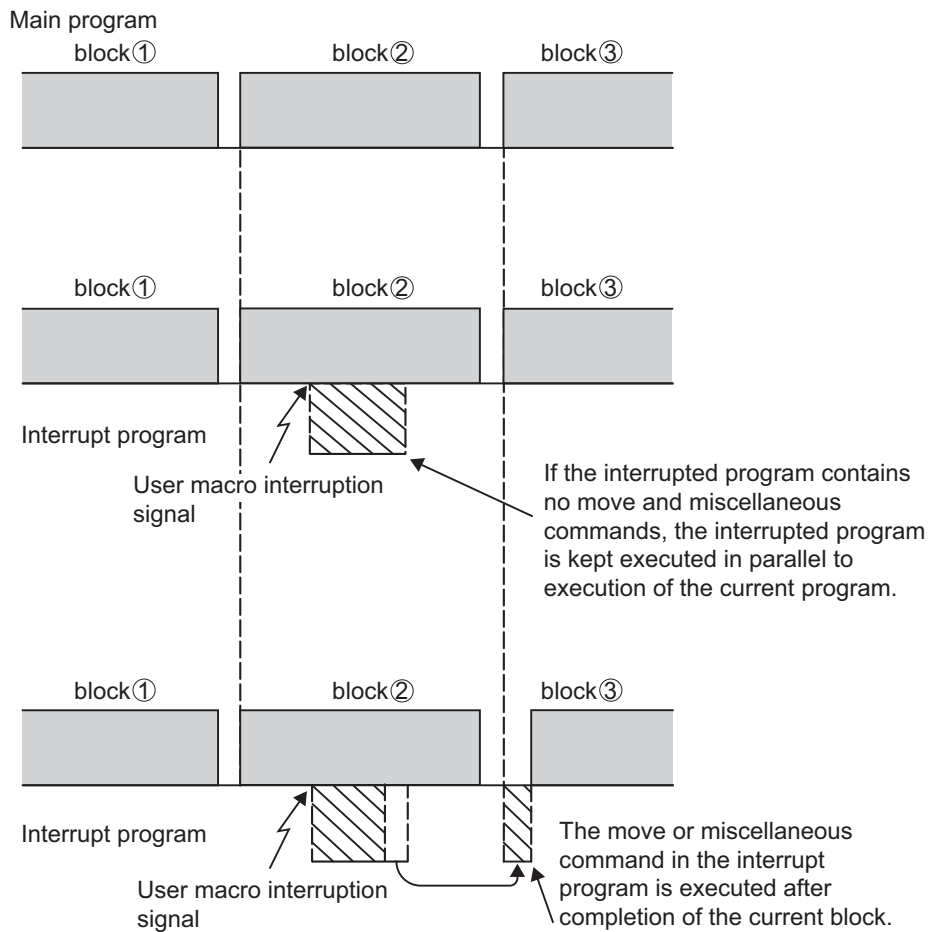 Main program
block① block② block③
block① block② block③
Interrupt program
User macro interruption
signal
If the interrupted program contains
no move and miscellaneous
commands, the interrupted program
is kept executed in parallel to
execution of the current program.
block① block② block③
Interrupt program
User macro interruption
signal
The move or miscellaneous
command in the interrupt
program is executed after
completion of the current block.